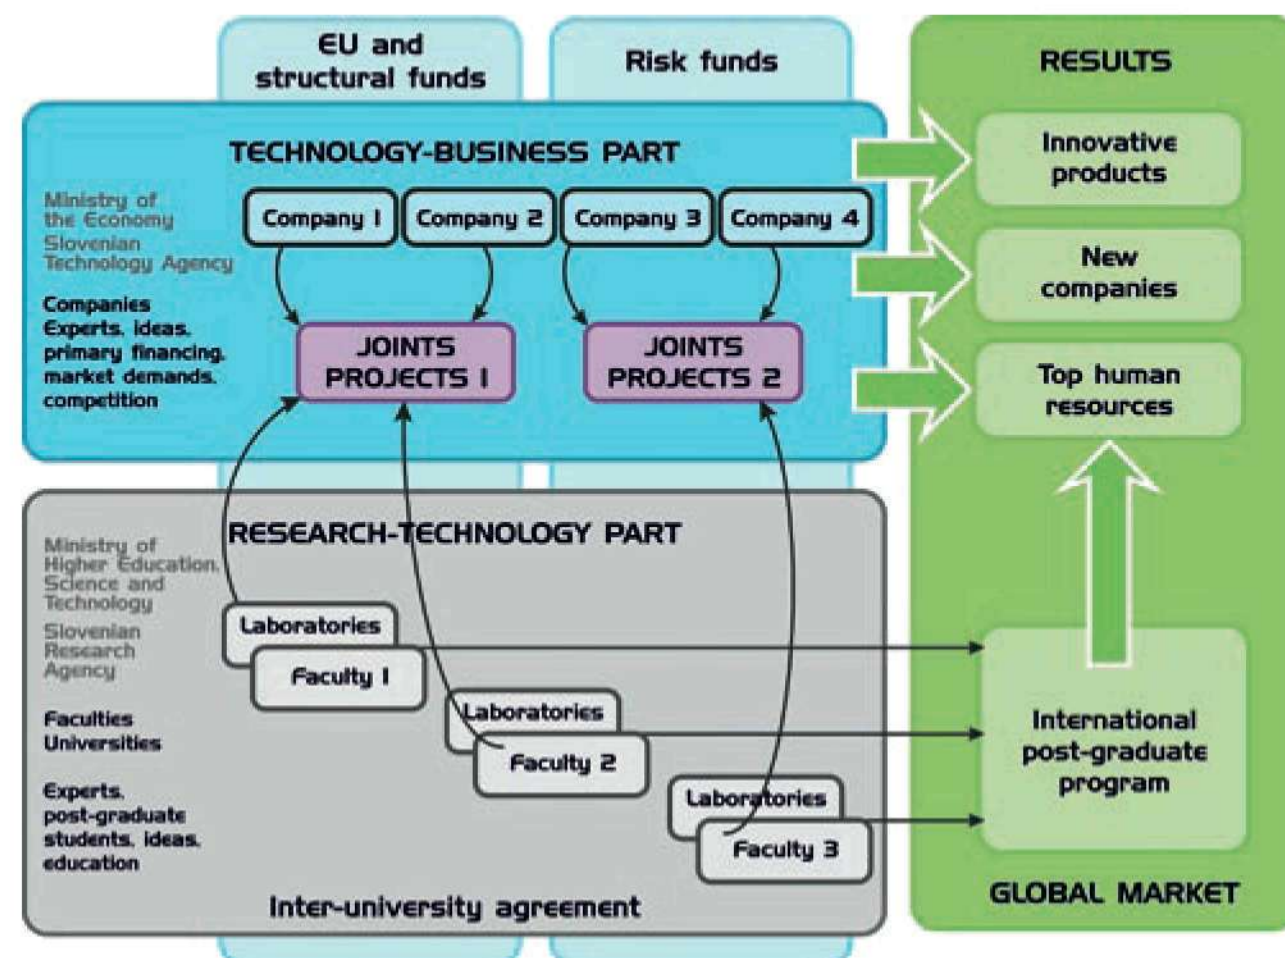 EU and
structural funds
Risk funds
RESULTS
TECHNOLOGY-BUSINESS PART
Ministry of
the Economy
Slovenian
Technology Agency
Companies
Experts, ideas,
primary financing,
market demands,
competition
Company 1
Company 2
Company 3
Company 4
JOINTS
PROJECTS 1
JOINTS
PROJECTS 2
Innovative
products
New
companies
Top human
resources
RESEARCH-TECHNOLOGY PART
Ministry of
Higher Education,
Science and
Technology
Slovenian
Research
Agency
Faculties
Universities
Experts,
post-graduate
students, ideas,
education
Laboratories
Faculty 1
Laboratories
Faculty 2
Laboratories
Faculty 3
Inter-university agreement
International
post-graduate
program
GLOBAL MARKET